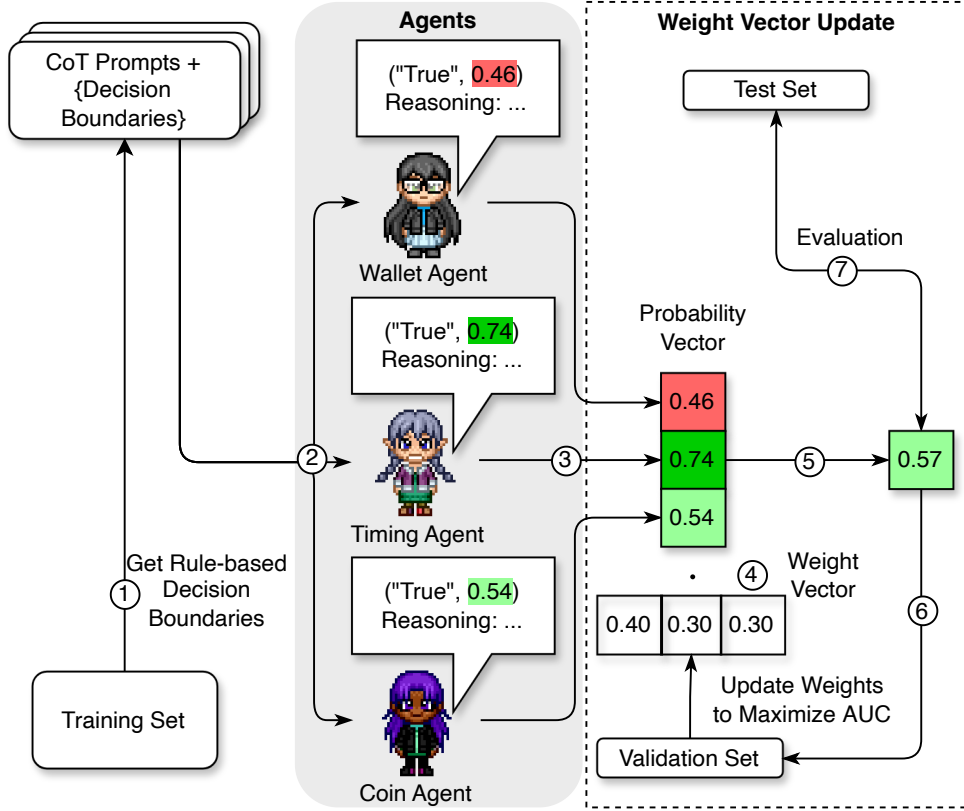 CoT Prompts +
{Decision
Boundaries}
1
Get Rule-based
Decision
Boundaries
Training Set
Agents
("True", 0.46)
Reasoning: ...
Wallet Agent
2
("True", 0.74)
Reasoning: ...
Timing Agent
3
("True", 0.54)
Reasoning: ...
Coin Agent
Weight Vector Update
Test Set
Evaluation
7
Probability
Vector
0.46
0.74
0.54
5
0.57
.
4
Weight
Vector
0.40 0.30 0.30
6
Update Weights
to Maximize AUC
Validation Set